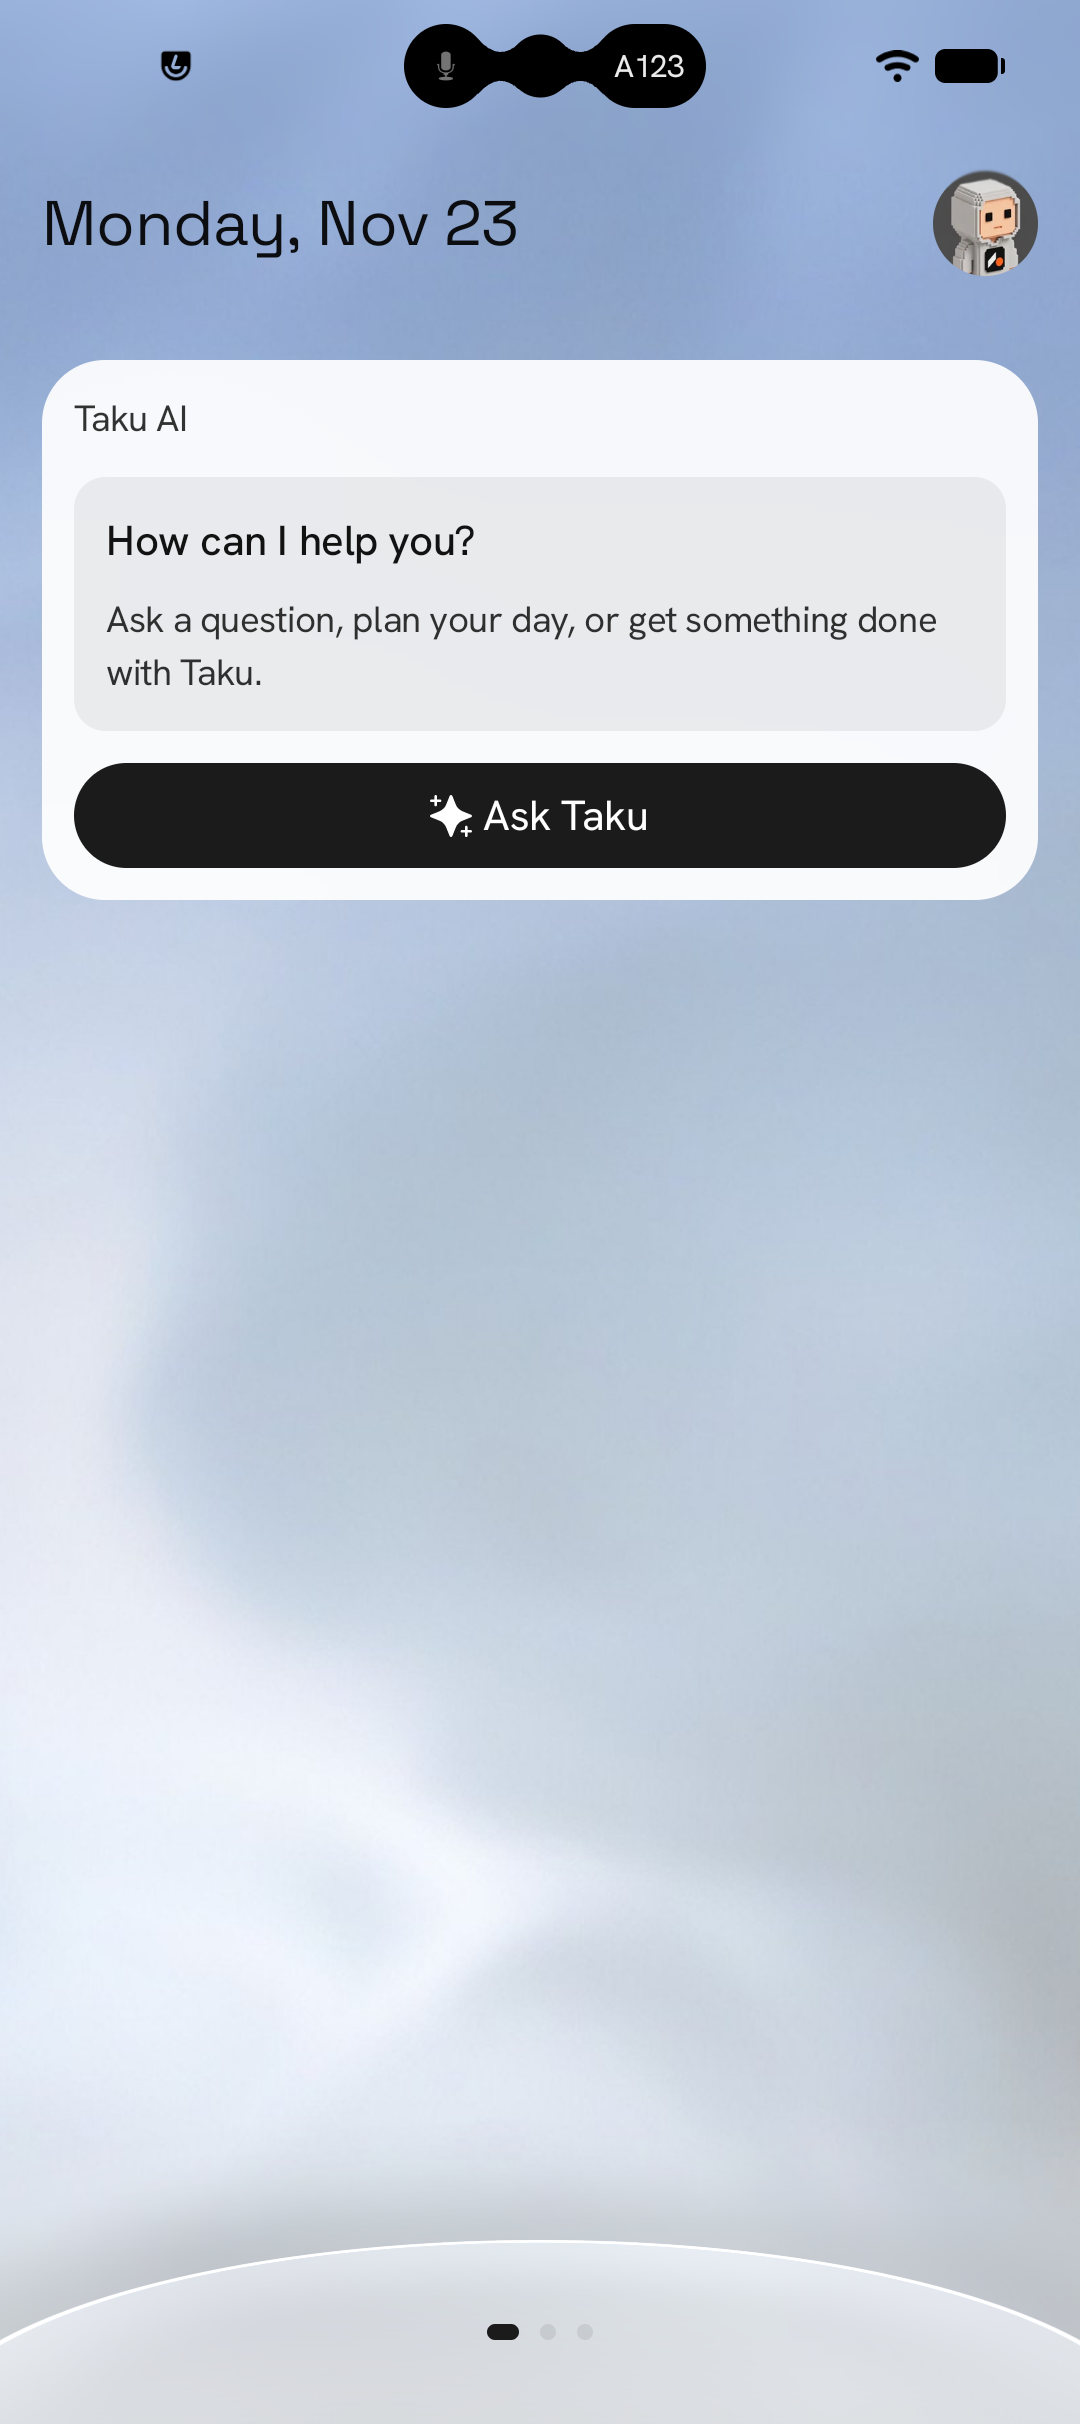 A123
Monday, Nov 23
Taku AI
How can I help you?
Ask a question, plan your day, or get something done
with Taku.
Ask Taku